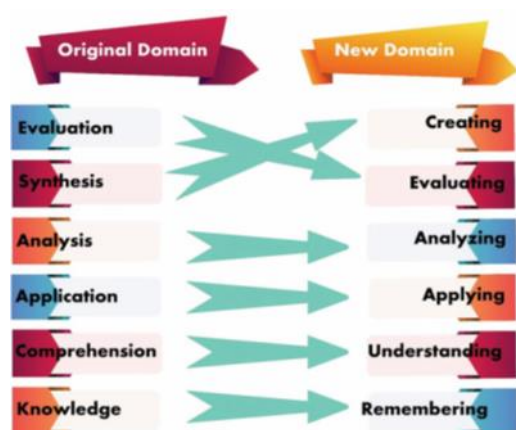 Original Domain
New Domain
Evaluation
Creating
Synthesis
Evaluating
Analysis
Analyzing
Application
Applying
Comprehension
Understanding
Knowledge
Remembering